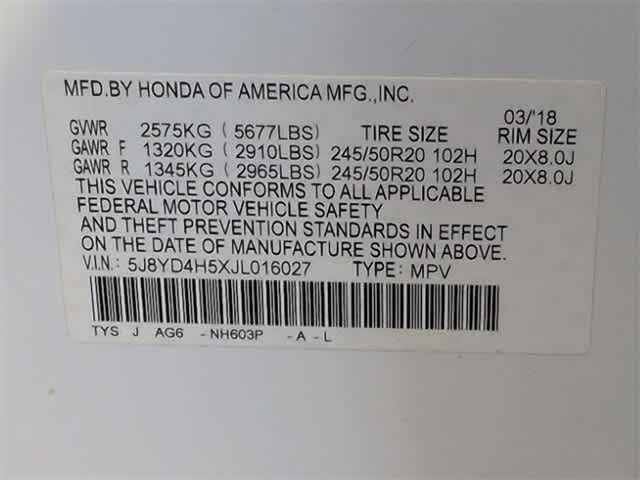 MFD.BY HONDA OF AMERICA MFG.,INC.
03/'18
GVWR 2575KG ( 5677LBS) TIRE SIZE RIM SIZE
GAWR F 1320KG ( 2910LBS) 245/50R20 102H 20X8.0J
GAWR R 1345KG ( 2965LBS) 245/50R20 102H 20X8.0J
THIS VEHICLE CONFORMS TO ALL APPLICABLE
FEDERAL MOTOR VEHICLE SAFETY
AND THEFT PREVENTION STANDARDS IN EFFECT
ON THE DATE OF MANUFACTURE SHOWN ABOVE.
V.I.N.: 5J8YD4H5XJL016027 TYPE: MPV
TYS J AG6 -NH603P -A-L